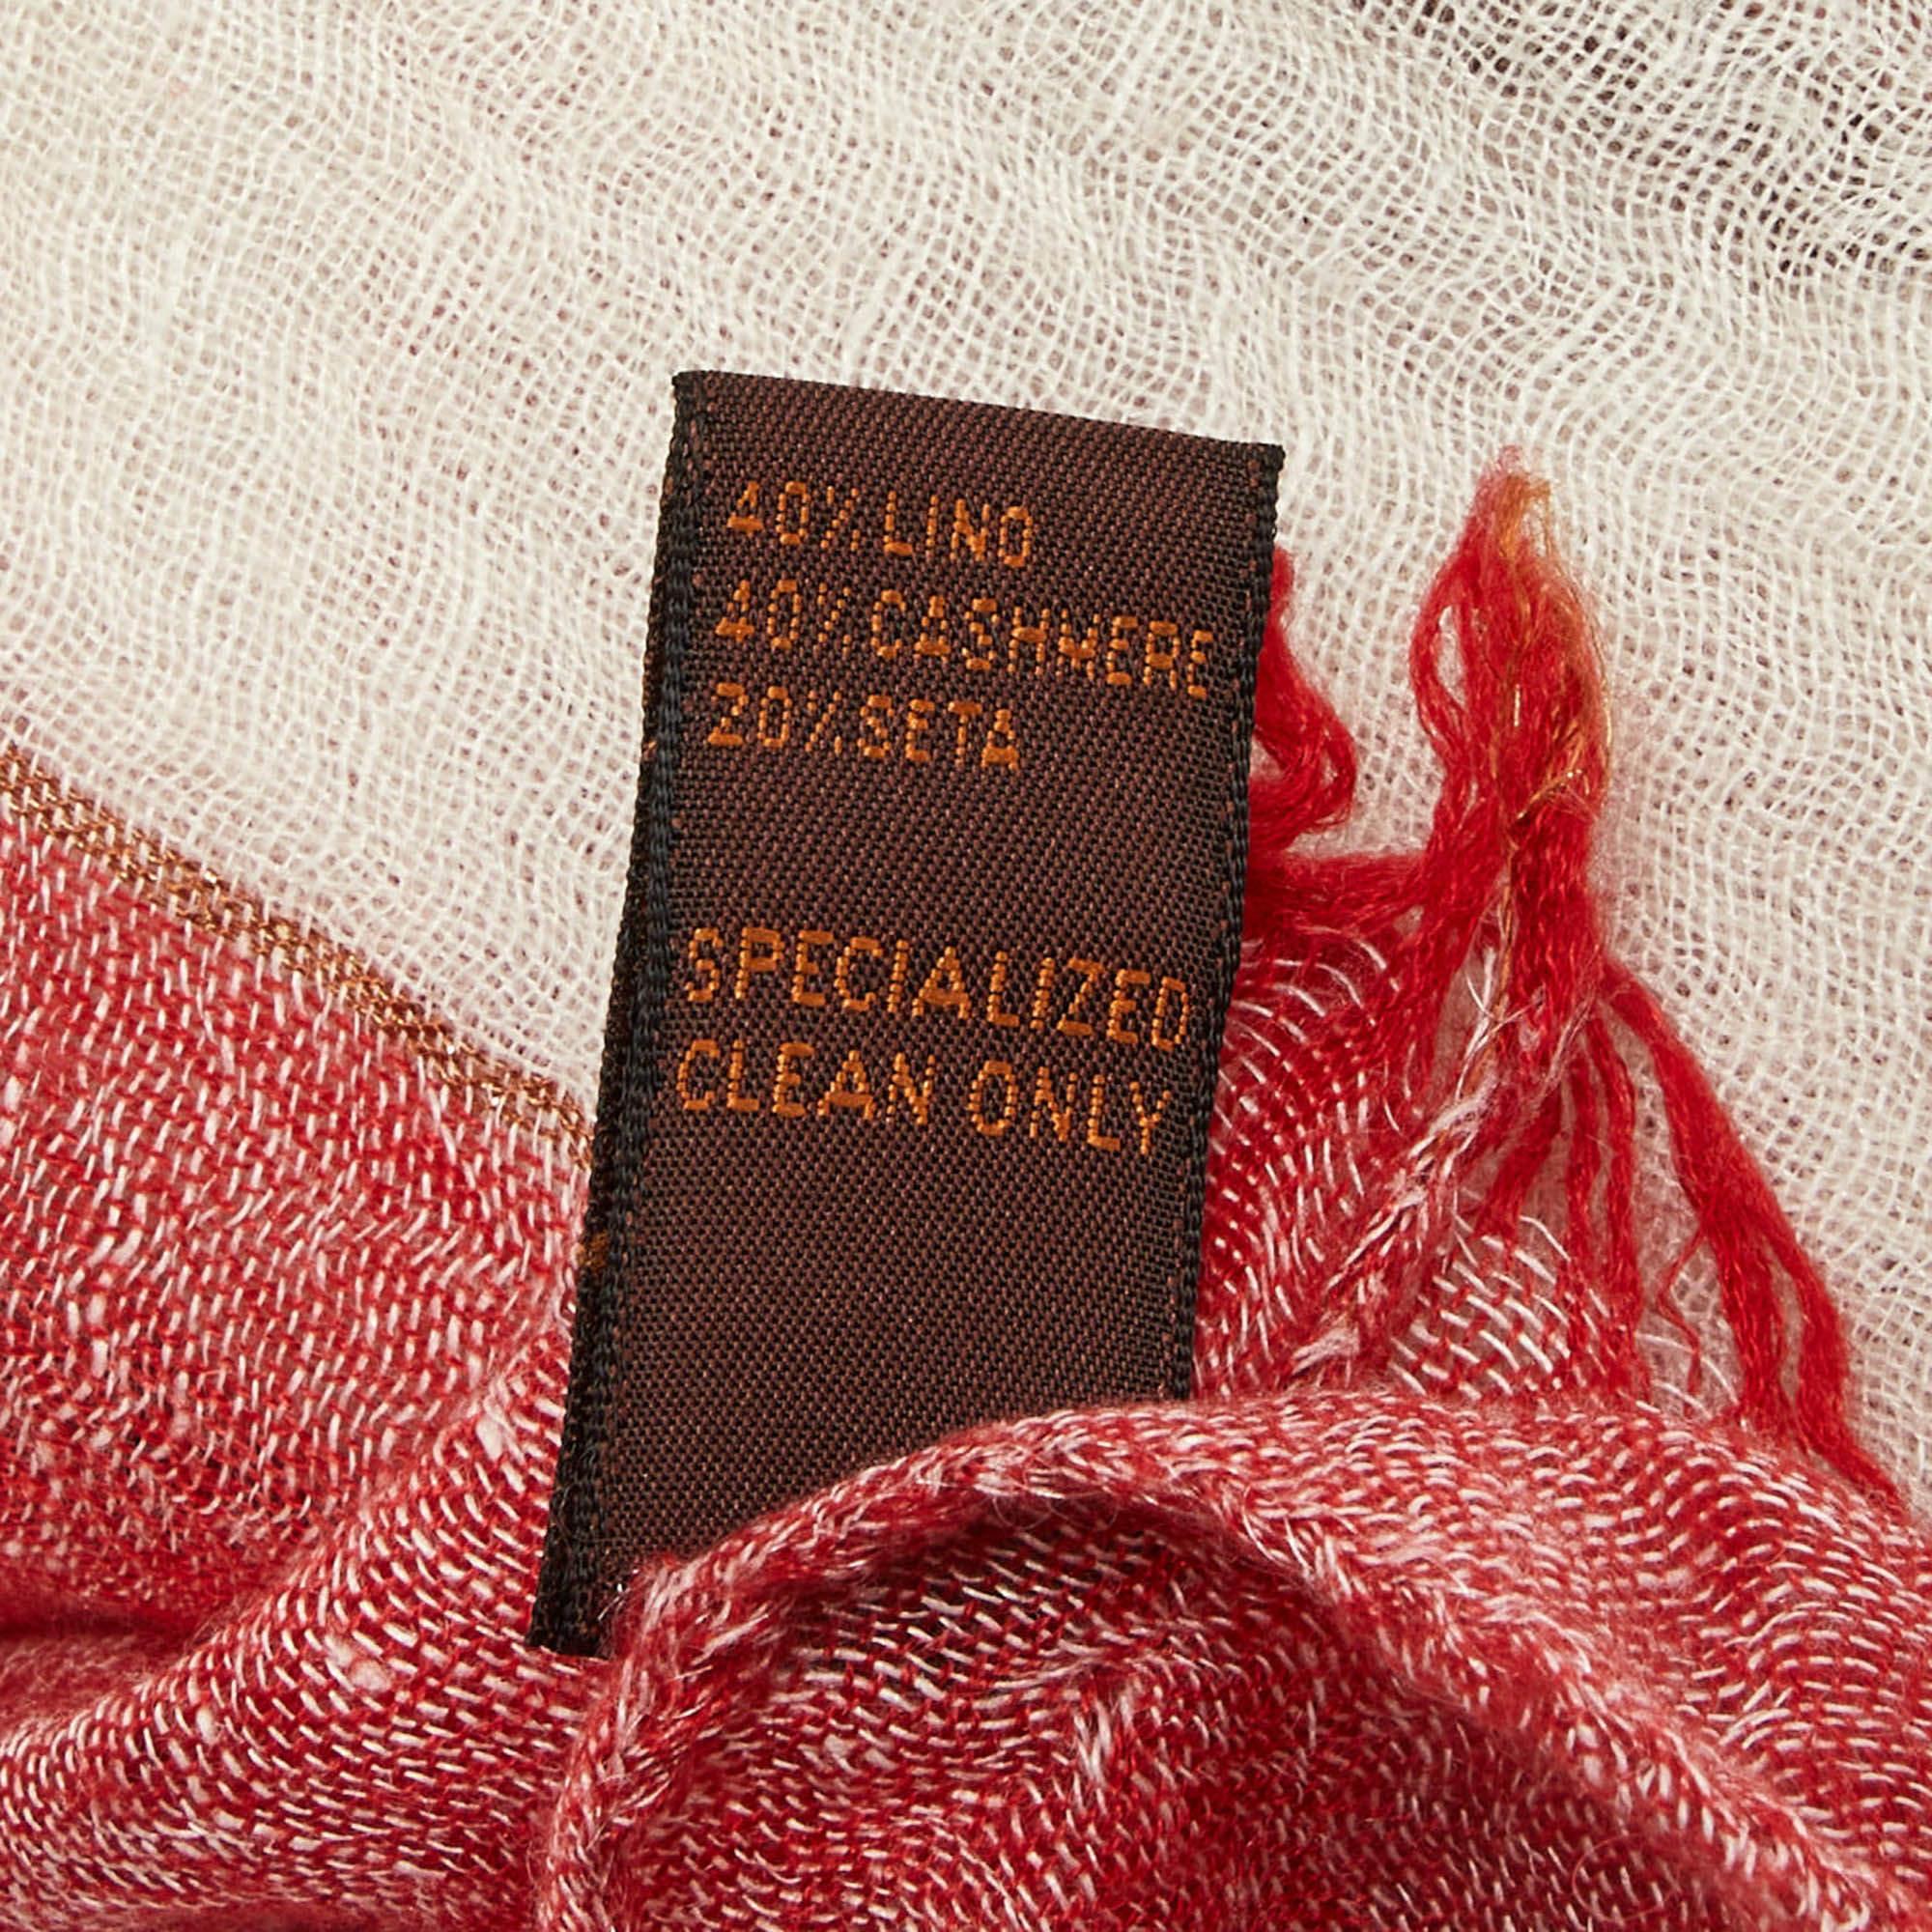 40% LINO
40% CASHMERE
20% SETA
SPECIALIZED
CLEAN ONLY